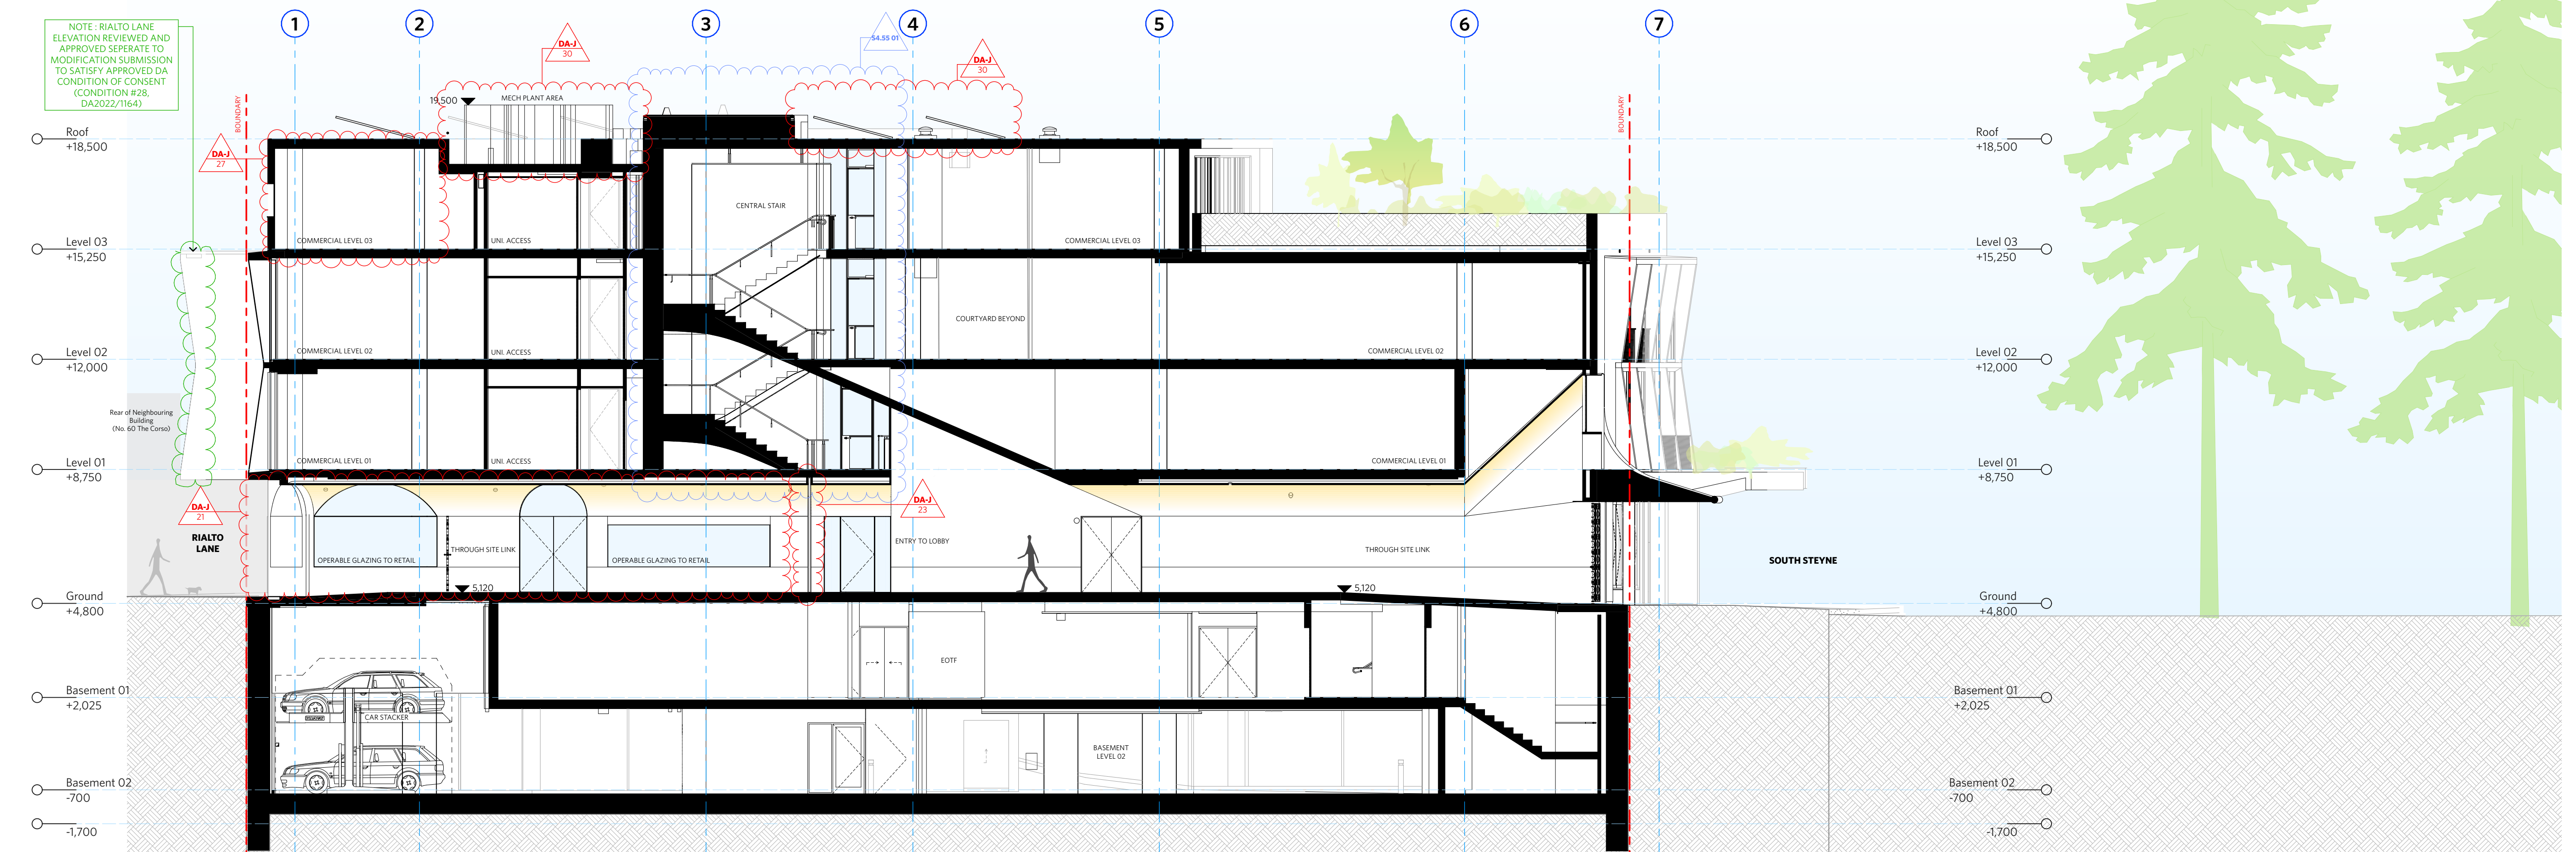 1
2
3
4
5
6
7
NOTE : RIALTO LANE
ELEVATION REVIEWED AND
APPROVED SEPERATE TO
MODIFICATION SUBMISSION
TO SATISFY APPROVED DA
CONDITION OF CONSENT
(CONDITION #28,
DA2022/1164)
DA-J
30
S4.55 01
DA-J
30
19,500
MECH PLANT AREA
BOUNDARY
BOUNDARY
Roof
+18,500
Roof
+18,500
DA-J
27
CENTRAL STAIR
COMMERCIAL LEVEL 03
UNI. ACCESS
COMMERCIAL LEVEL 03
Level 03
+15,250
Level 03
+15,250
COURTYARD BEYOND
COMMERCIAL LEVEL 02
UNI. ACCESS
COMMERCIAL LEVEL 02
Level 02
+12,000
Level 02
+12,000
Rear of Neighbouring
Building
(No. 60 The Corso)
COMMERCIAL LEVEL 01
UNI. ACCESS
COMMERCIAL LEVEL 01
Level 01
+8,750
Level 01
+8,750
DA-J
21
DA-J
23
RIALTO
LANE
OPERABLE GLAZING TO RETAIL
THROUGH SITE LINK
OPERABLE GLAZING TO RETAIL
ENTRY TO LOBBY
THROUGH SITE LINK
SOUTH STEYNE
5,120
5,120
Ground
+4,800
Ground
+4,800
EOTF
Basement 01
+2,025
Basement 01
+2,025
CAR STACKER
BASEMENT
LEVEL 02
Basement 02
-700
Basement 02
-700
-1,700
-1,700